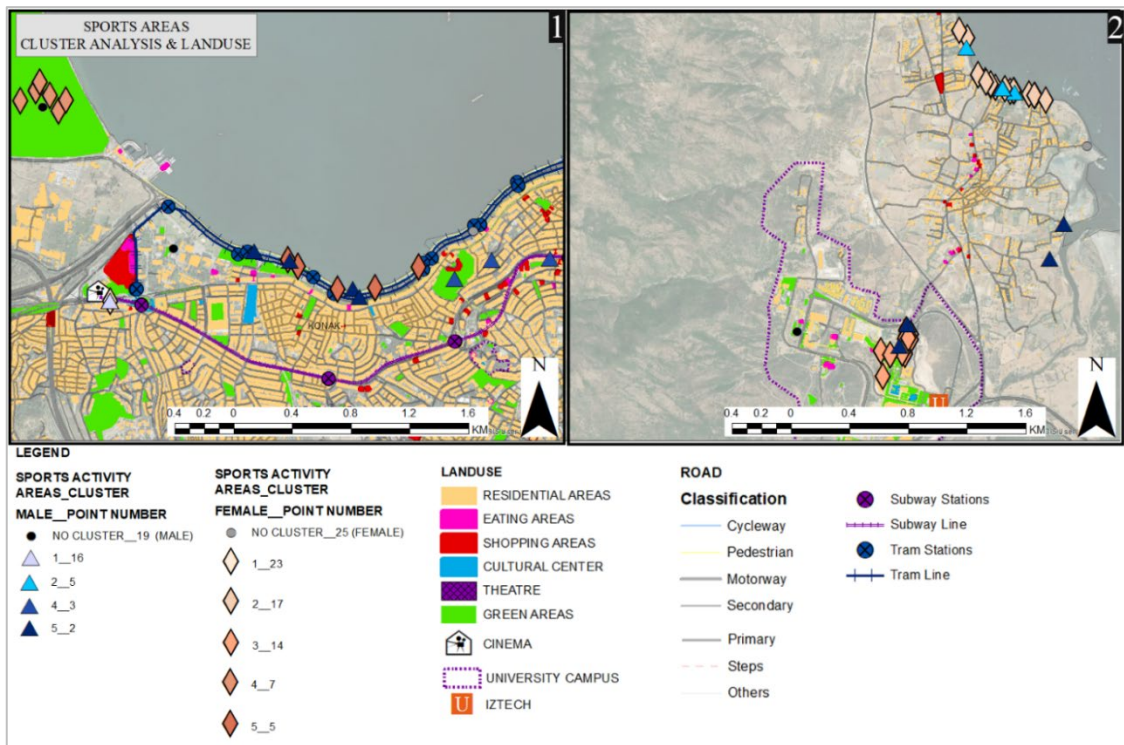 SPORTS AREAS
CLUSTER ANALYSIS & LANDUSE
1
2
KONAK
N
0.4 0.2 0 0.4 0.8 1.2 1.6
KM
N
0.4 0.2 0 0.4 0.8 1.2 1.6
KM
U
LEGEND
SPORTS ACTIVITY
AREAS_CLUSTER
MALE__POINT NUMBER
NO CLUSTER__19 (MALE)
1__16
2__5
4__3
5__2
SPORTS ACTIVITY
AREAS_CLUSTER
FEMALE__POINT NUMBER
NO CLUSTER__25 (FEMALE)
1__23
2__17
3__14
4__7
5__5
LANDUSE
RESIDENTIAL AREAS
EATING AREAS
SHOPPING AREAS
CULTURAL CENTER
THEATRE
GREEN AREAS
CINEMA
UNIVERSITY CAMPUS
U IZTECH
ROAD
Classification
Cycleway
Pedestrian
Motorway
Secondary
Primary
Steps
Others
Subway Stations
Subway Line
Tram Stations
Tram Line